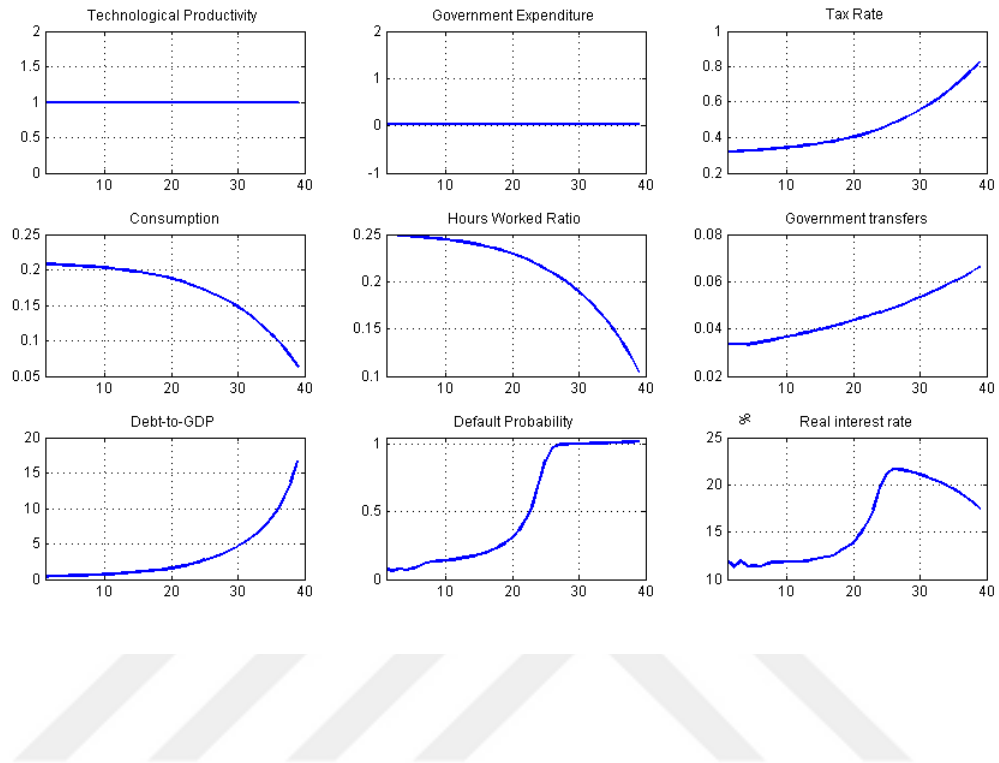 Technological Productivity Government Expenditure Tax Rate
2 2 1
1.5 1 0.8
1 0 0.6
0.5 -1 0.4
0 0.2
10 20 30 40 10 20 30 40 10 20 30 40
Consumption Hours Worked Ratio Government transfers
0.25 0.25 0.08
0.2 0.2 0.06
0.15 0.15 0.04
0.1 0.1 0.02
0.05
10 20 30 40 10 20 30 40 10 20 30 40
Debt-to-GDP Default Probability % Real interest rate
20 1 25
15 0.5 20
10 0 15
5 10
0
10 20 30 40 10 20 30 40 10 20 30 40